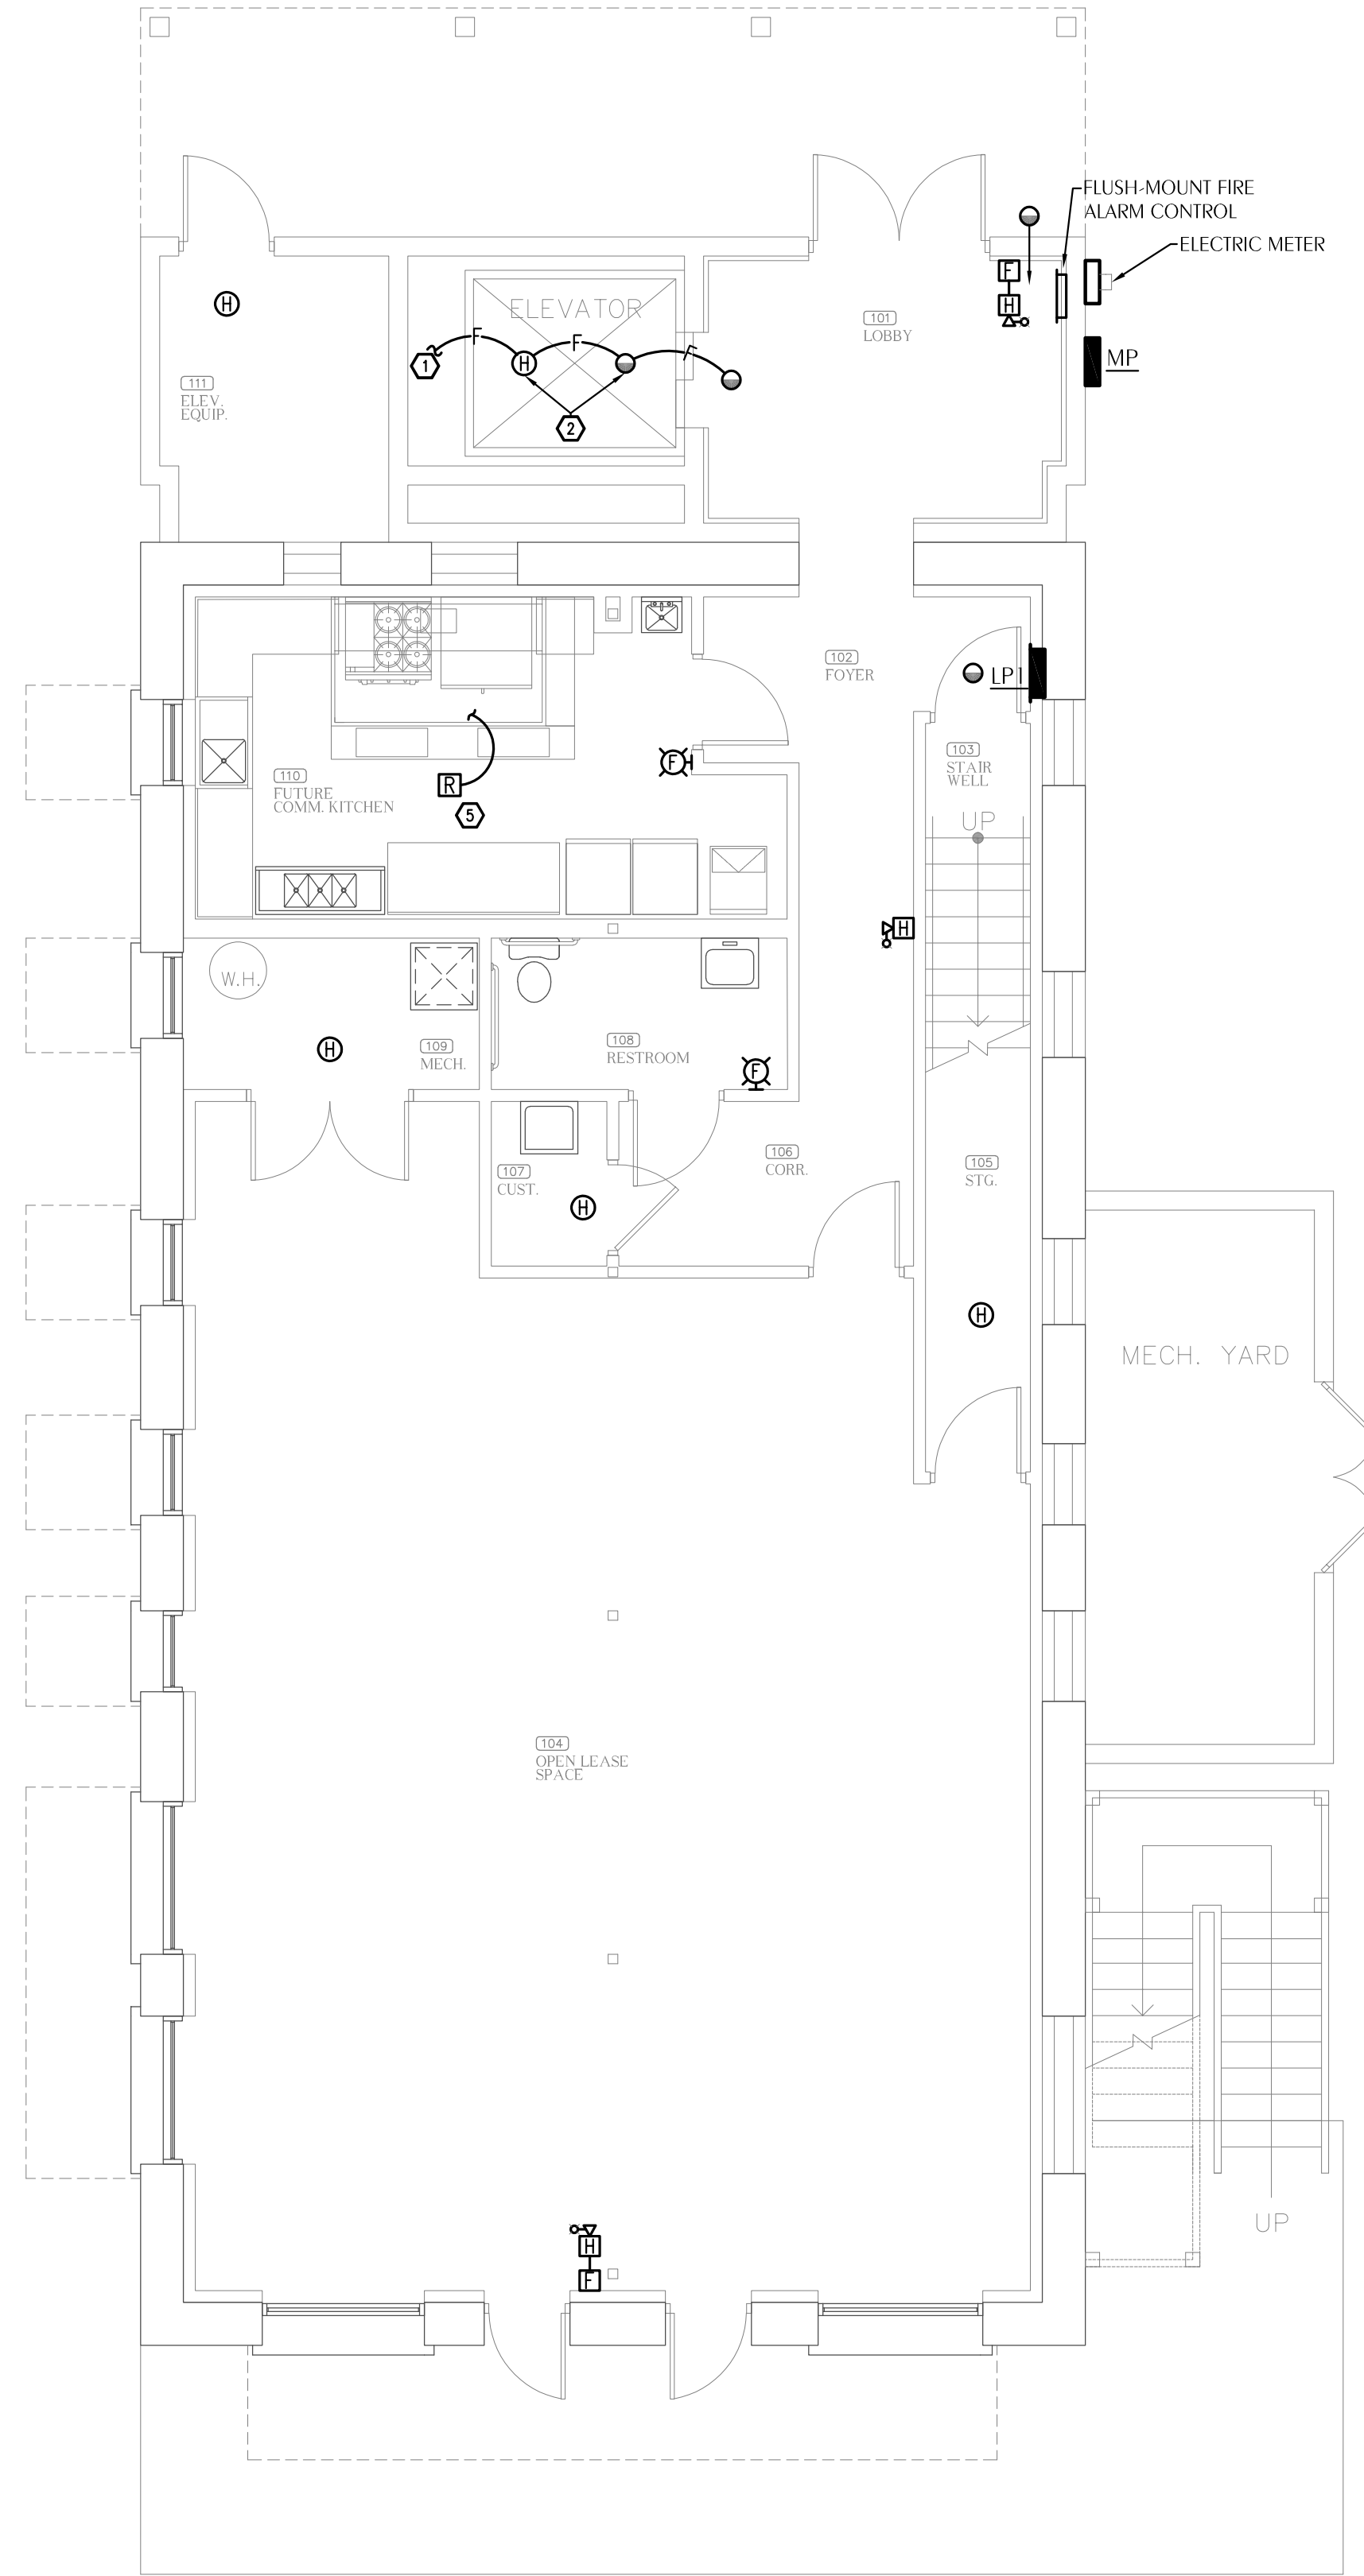 FLUSH-MOUNT FIRE
ALARM CONTROL
ELECTRIC METER
F
H
H
ELEVATOR
101
LOBBY
F
F
F
1
H
2
MP
111
ELEV.
EQUIP.
102
FOYER
LP1
103
STAIR
WELL
110
FUTURE
COMM. KITCHEN
R
5
F
UP
H
W.H.
H
109
MECH.
108
RESTROOM
F
107
CUST.
H
106
CORR.
105
STG.
H
MECH. YARD
104
OPEN LEASE
SPACE
UP
H
F